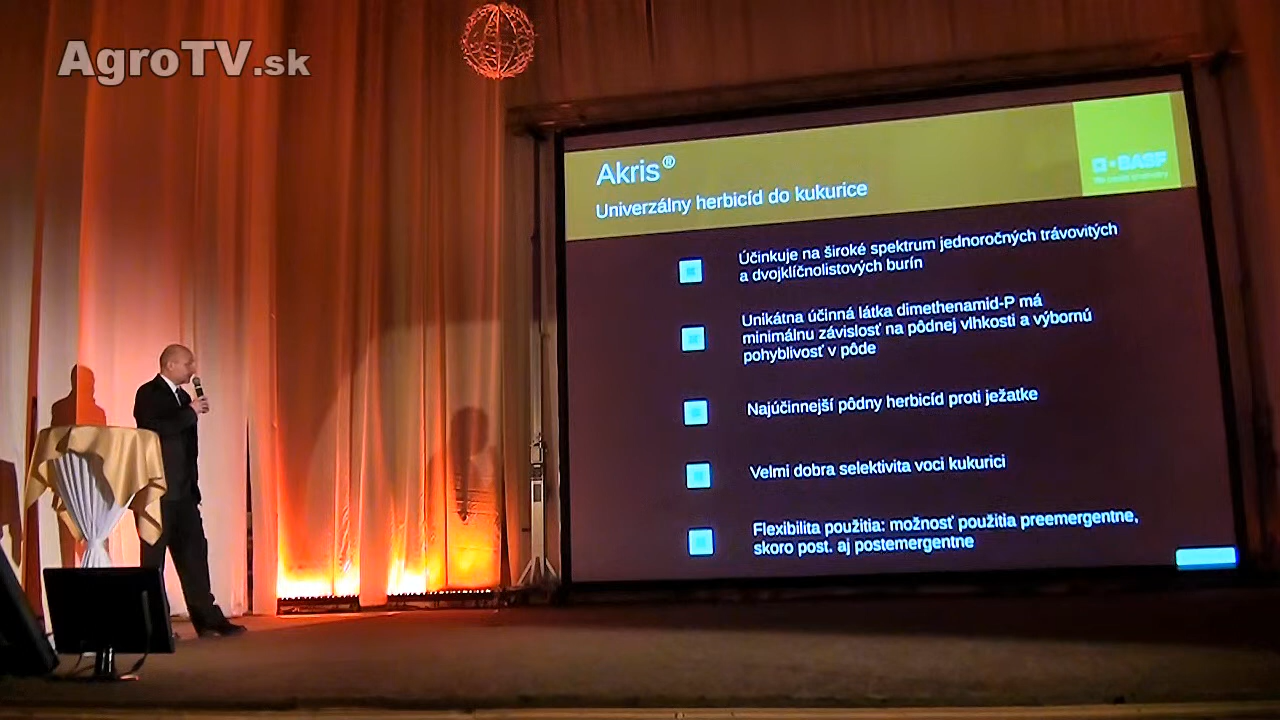 AgroTV.sk
Akris®
BASF
Univerzálny herbicíd do kukurice
Účinkuje na široké spektrum jednoročných trávovitých
a dvojklíčnolistových burín
Unikátna účinná látka dimethenamid-P má
minimálnu závislosť na pôdnej vlhkosti a výbornú
pohyblivosť v pôde
Najúčinnejší pôdny herbicíd proti ježatke
Velmi dobra selektivita voci kukurici
Flexibilita použitia: možnosť použitia preemergentne,
skoro post. aj postemergentne